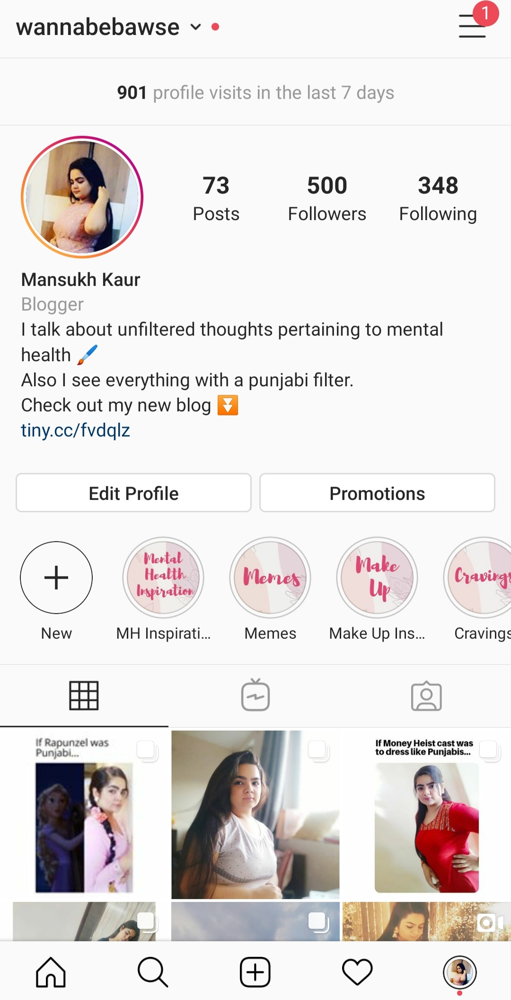 wannabebawse
1
901 profile visits in the last 7 days
73
Posts
500
Followers
348
Following
Mansukh Kaur
Blogger
I talk about unfiltered thoughts pertaining to mental
health
Also I see everything with a punjabi filter.
Check out my new blog
tiny.cc/fvdqlz
Edit Profile
Promotions
Mental
Health
Inspiration
Memes
Make
Up
Cravings
New
MH Inspirati...
Memes
Make Up Ins...
Cravings
If Rapunzel was
Punjabi...
If Money Heist cast was
to dress like Punjabis...